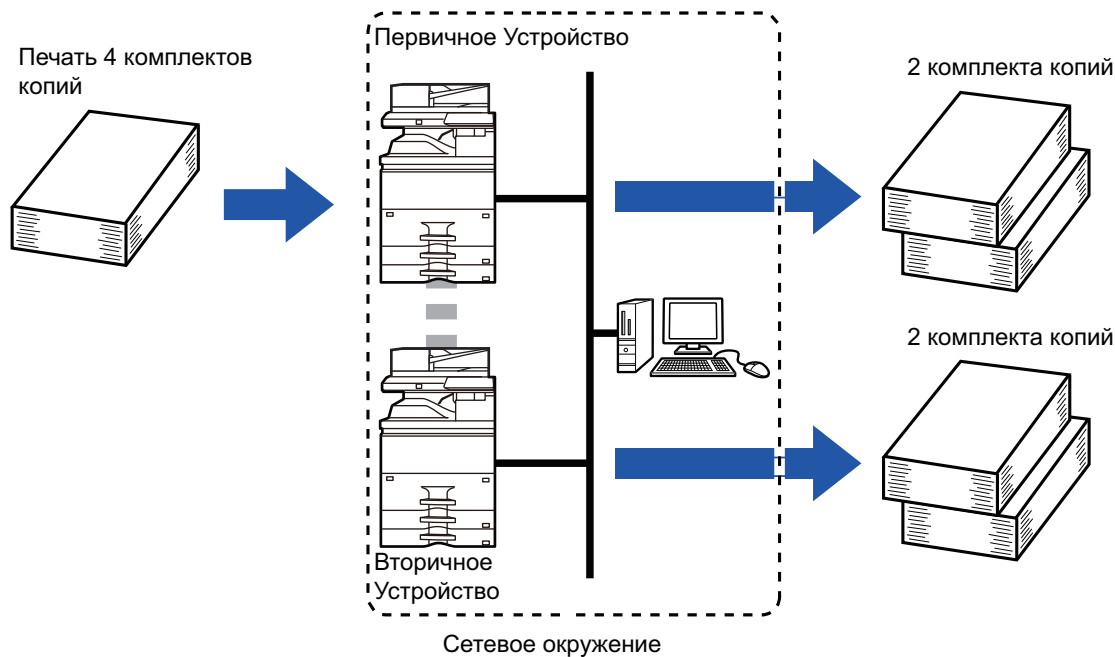 Печать 4 комплектов
копий
Первичное Устройство
2 комплекта копий
2 комплекта копий
Вторичное
Устройство
Сетевое окружение